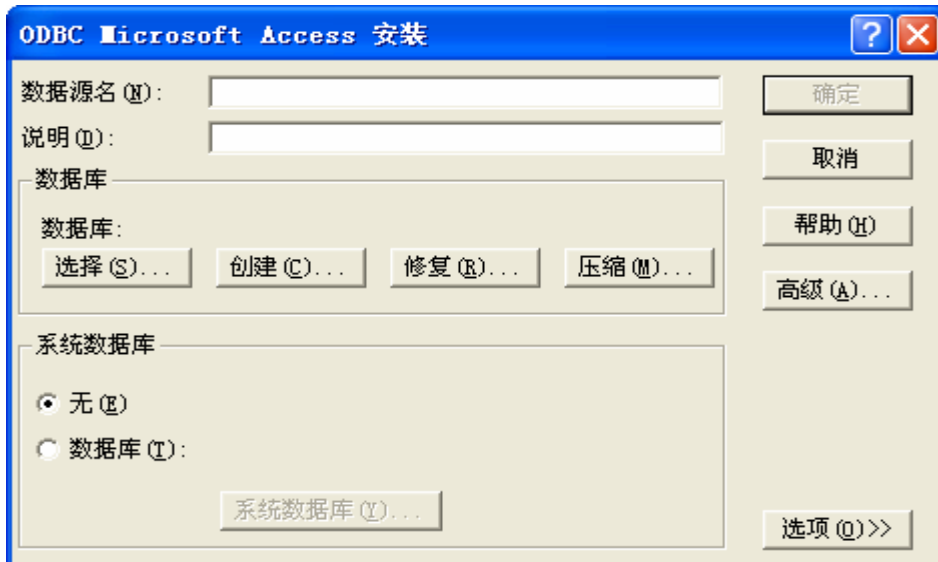 ODBC Microsoft Access 安装
数据源名(N):
确定
说明(D):
取消
数据库
数据库:
帮助(H)
选择(S)... 创建(C)... 修复(R)... 压缩(M)...
高级(A)...
系统数据库
无(E)
数据库(T):
系统数据库(Y)...
选项(O)>>